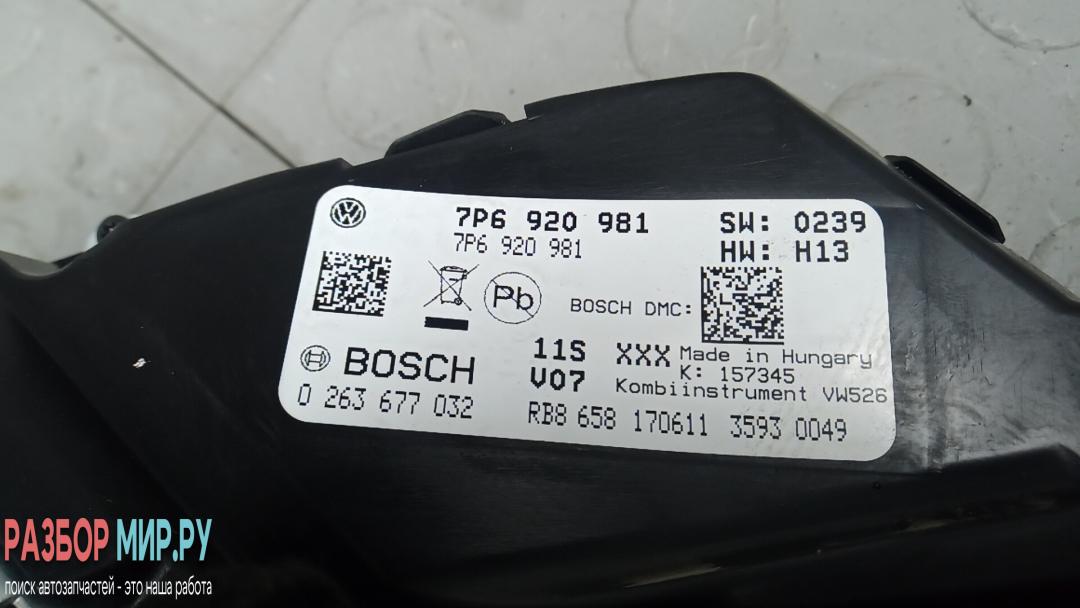 7P6 920 981 SW: 0239
7P6 920 981 HW: H13
Pb
BOSCH DMC:
BOSCH 11S XXX Made in Hungary
V07 K: 157345
Kombiinstrument VW526
0 263 677 032 RB8 658 170611 3593 0049
РАЗБОР МИР.РУ
поиск автозапчастей - это наша работа